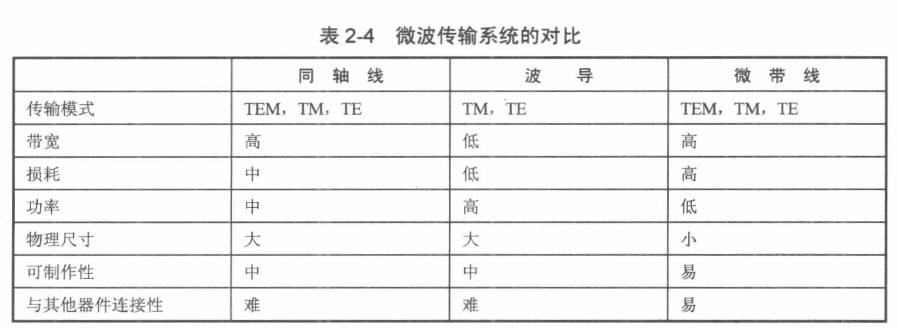 表 2-4 微波传输系统的对比
同 轴 线 波 导 微 带 线
传输模式 TEM，TM，TE TM，TE TEM，TM，TE
带宽 高 低 高
损耗 中 低 高
功率 中 高 低
物理尺寸 大 大 小
可制作性 中 中 易
与其他器件连接性 难 难 易